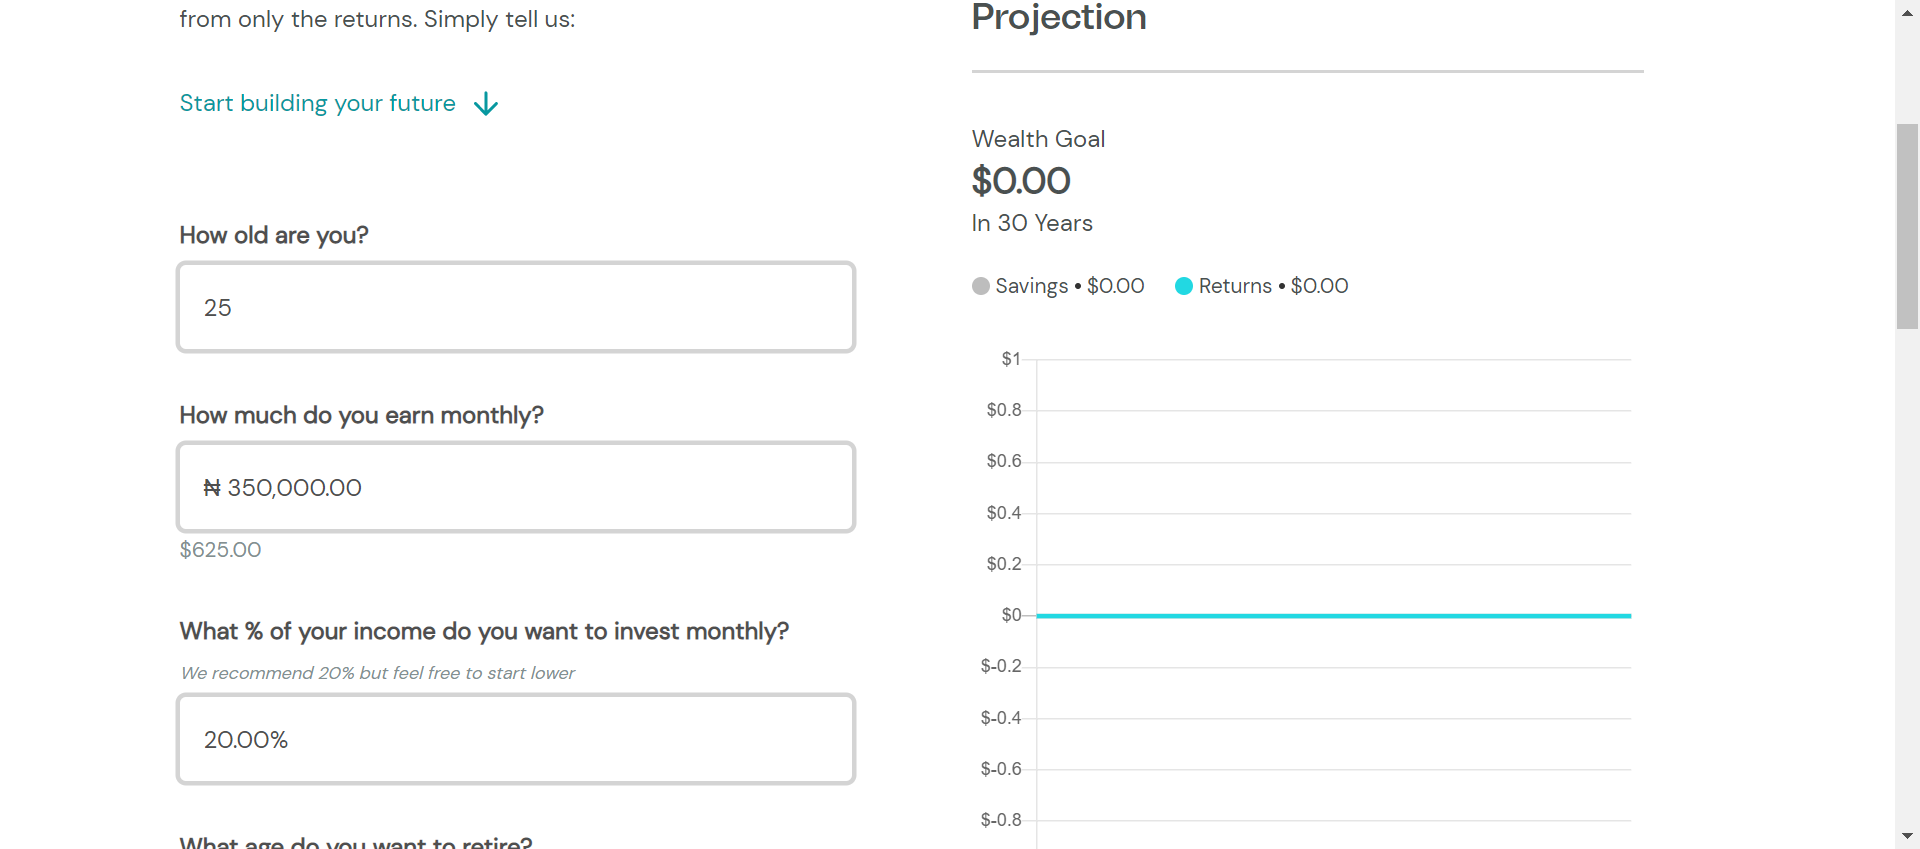 from only the returns. Simply tell us:
Start building your future
How old are you?
25
How much do you earn monthly?
₦ 350,000.00
$625.00
What % of your income do you want to invest monthly?
We recommend 20% but feel free to start lower
20.00%
What age do you want to retire?
Projection
Wealth Goal
$0.00
In 30 Years
Savings • $0.00 Returns • $0.00
$1
$0.8
$0.6
$0.4
$0.2
$0
$-0.2
$-0.4
$-0.6
$-0.8